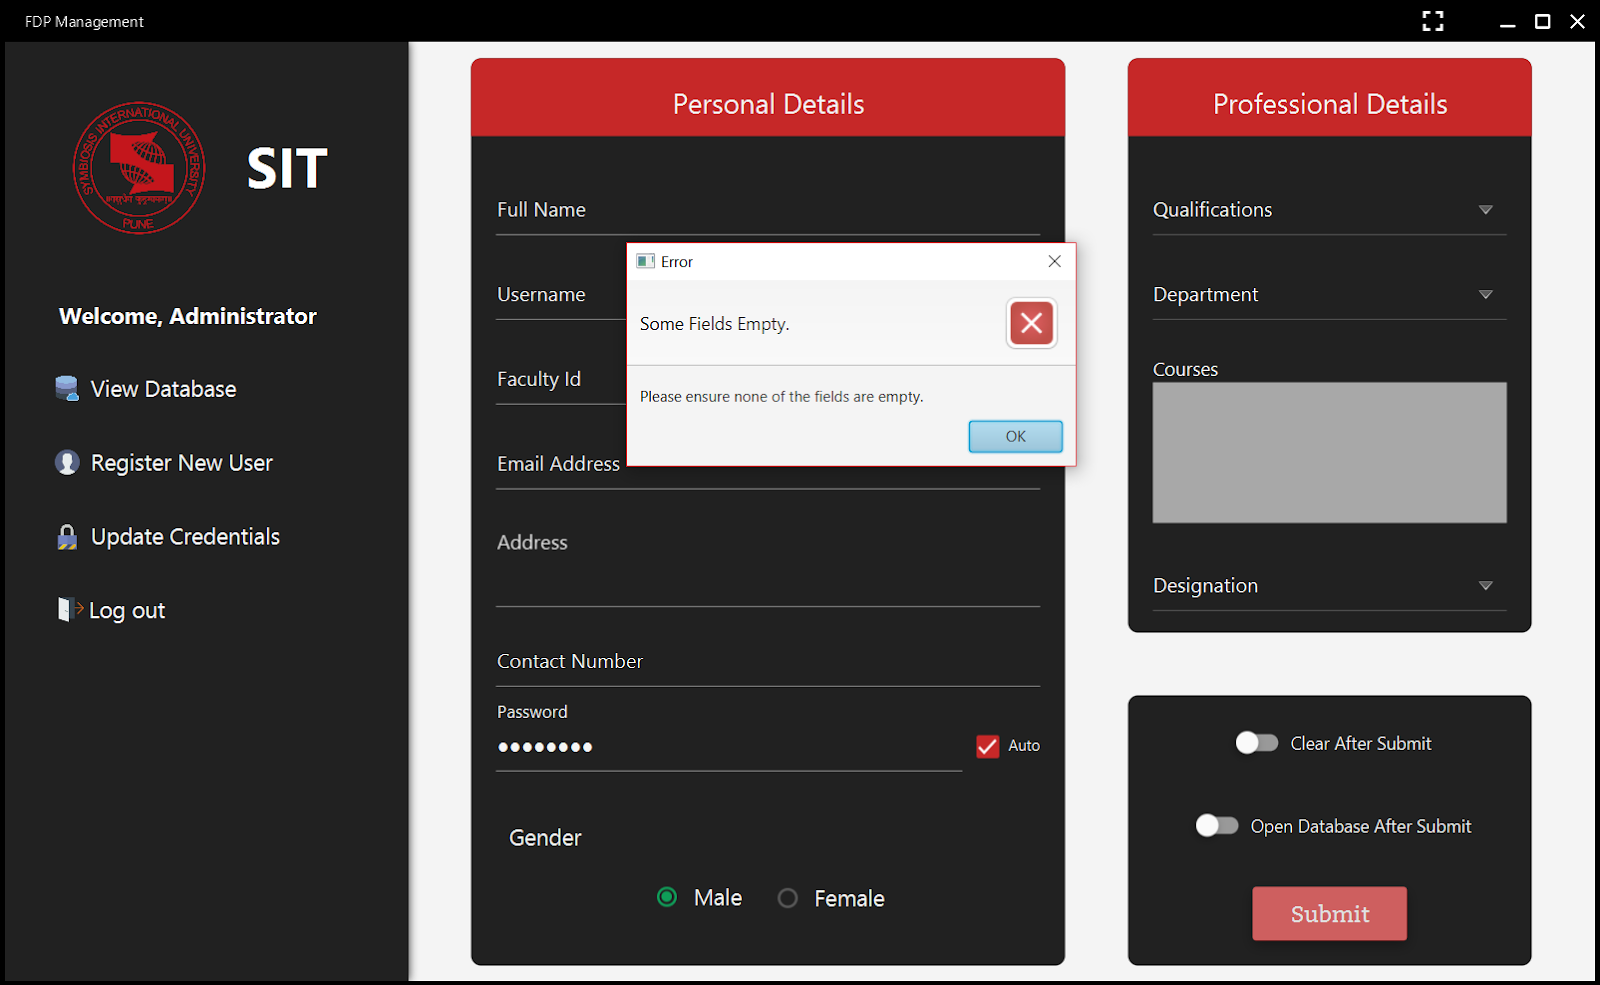 FDP Management
SYMBIOSIS INTERNATIONAL UNIVERSITY
PUNE
SIT
Welcome, Administrator
View Database
Register New User
Update Credentials
Log out
Personal Details
Full Name
Username
Faculty Id
Email Address
Address
Contact Number
Password
Auto
Gender
Male
Female
Error
Some Fields Empty.
Please ensure none of the fields are empty.
OK
Professional Details
Qualifications
Department
Courses
Designation
Clear After Submit
Open Database After Submit
Submit